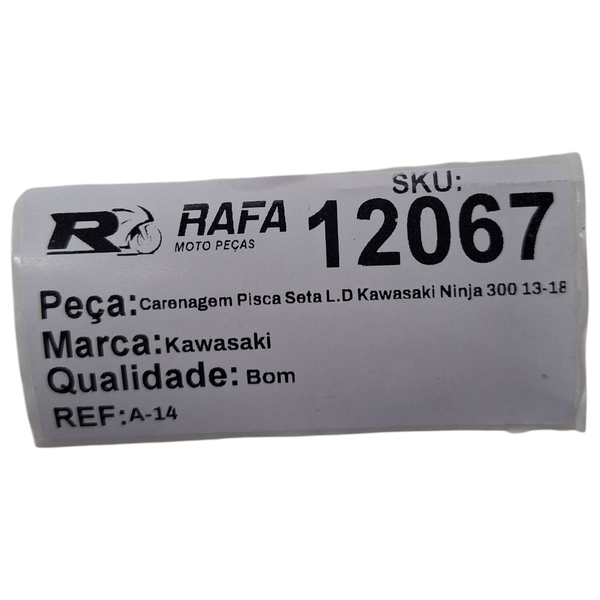 SKU:
R RAFA 12067
MOTO PEÇAS
Peça: Carenagem Pisca Seta L.D Kawasaki Ninja 300 13-18
Marca: Kawasaki
Qualidade: Bom
REF: A-14